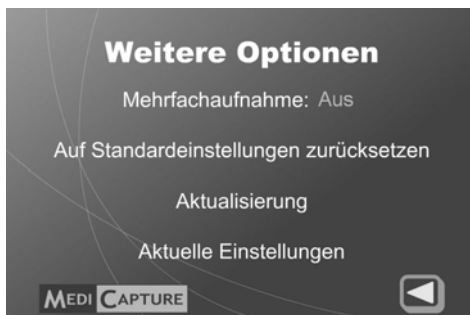 Weitere Optionen
Mehrfachaufnahme: Aus
Auf Standardeinstellungen zurücksetzen
Aktualisierung
Aktuelle Einstellungen
MEDI CAPTURE